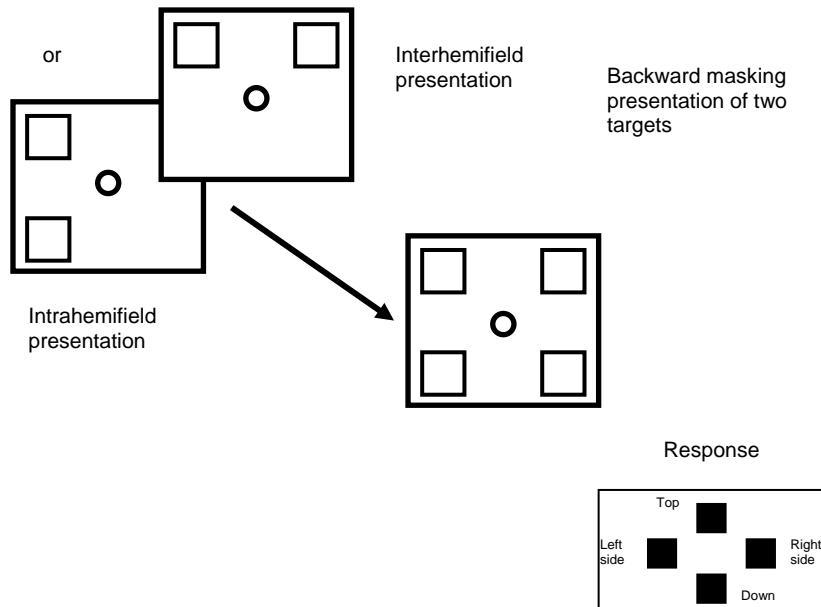 or
Interhemifield
presentation
Backward masking
presentation of two
targets
Intrahemifield
presentation
Response
Top
Left
side
Right
side
Down